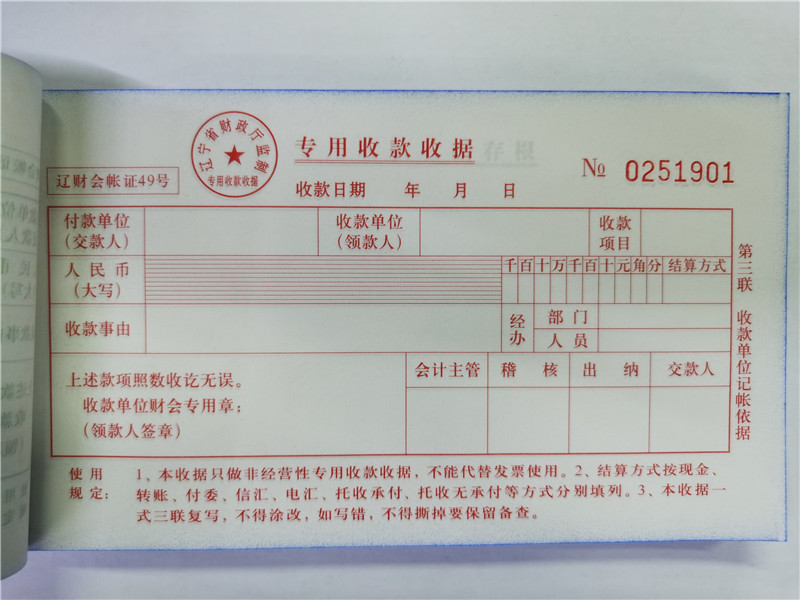 辽宁省财政厅监制
专用收款收据
专用收款收据
存根
辽财会帐证49号
№ 0251901
收款日期 年 月 日
付款单位
(交款人)
收款单位
(领款人)
收款
项目
人民币
(大写)
千百十万千百十元角分
结算方式
收款事由
经办
部门
人员
上述款项照数收讫无误。
收款单位财会专用章:
(领款人签章)
会计主管
稽核
出纳
交款人
第三联 收款单位记帐依据
使用
规定:
1、本收据只做非经营性专用收款收据,不能代替发票使用。2、结算方式按现金、
转账、付委、信汇、电汇、托收承付、托收无承付等方式分别填列。3、本收据一
式三联复写,不得涂改,如写错,不得撕掉要保留备查。